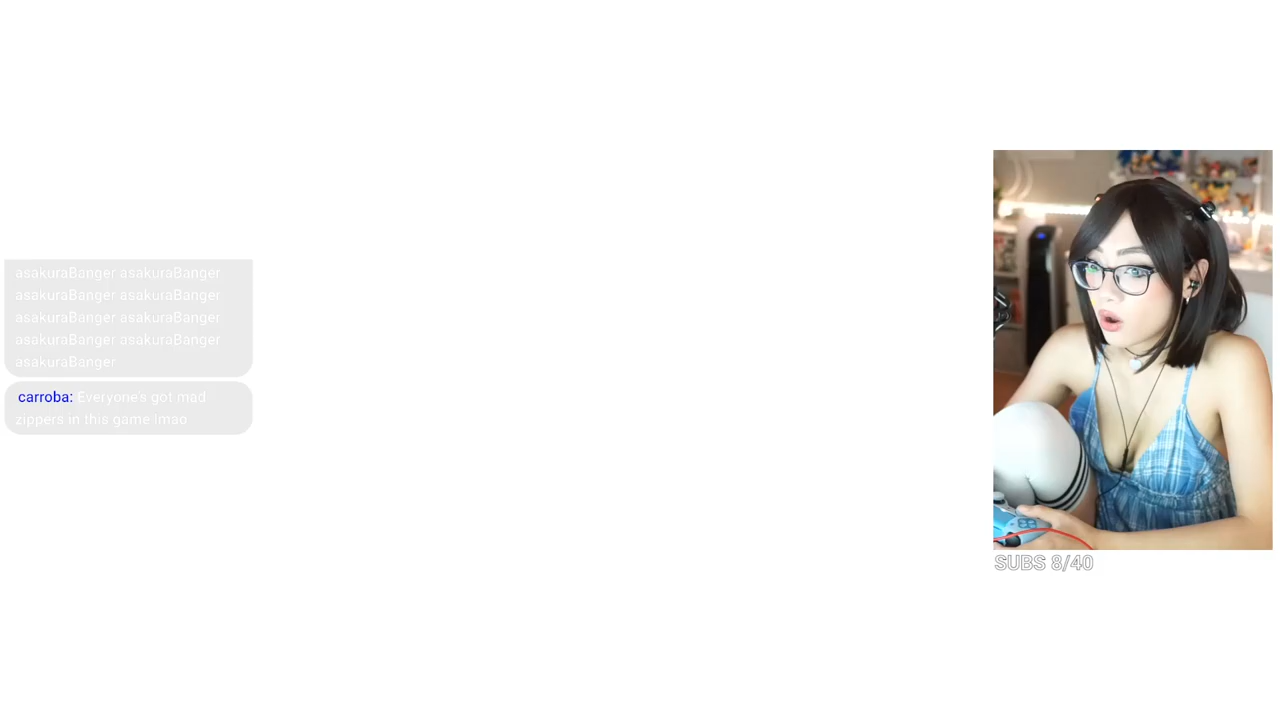 asakuraBanger asakuraBanger
asakuraBanger asakuraBanger
asakuraBanger asakuraBanger
asakuraBanger asakuraBanger
asakuraBanger
carroba: Everyone's got mad
zippers in this game lmao
SUBS 8/40